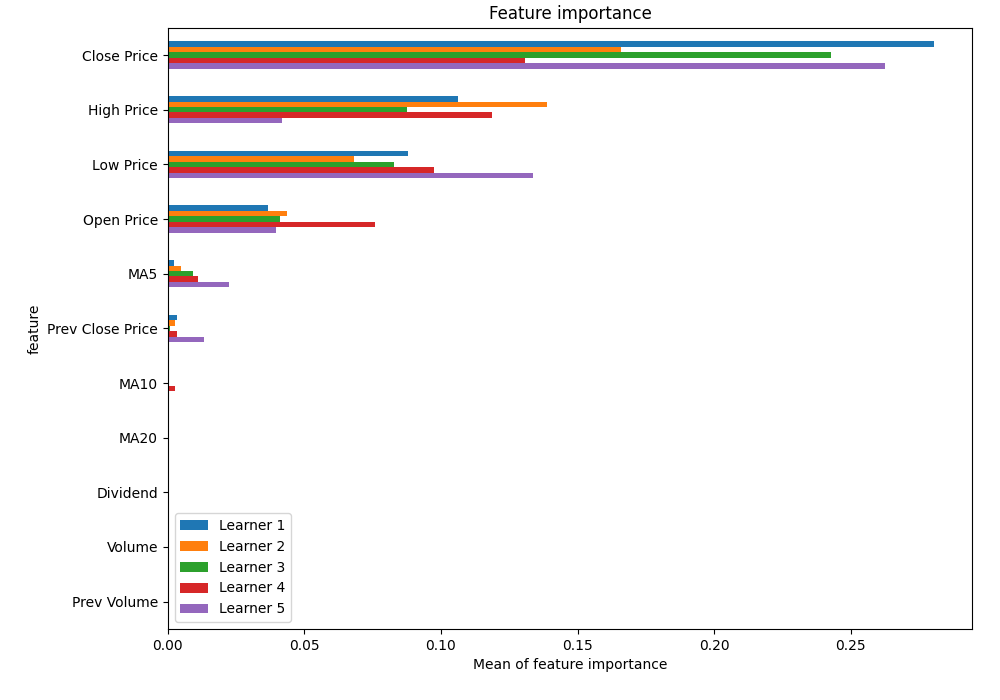 Feature importance
Close Price
High Price
Low Price
Open Price
MA5
Prev Close Price
MA10
MA20
Dividend
Volume
Prev Volume
feature
Learner 1
Learner 2
Learner 3
Learner 4
Learner 5
0.00 0.05 0.10 0.15 0.20 0.25
Mean of feature importance